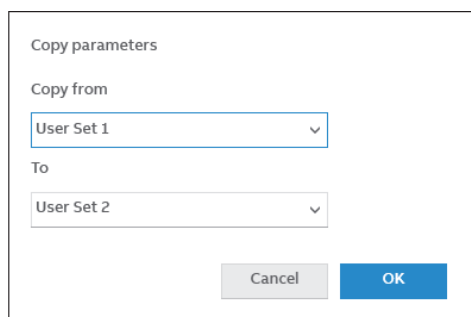 Copy parameters
Copy from
User Set 1
To
User Set 2
Cancel OK